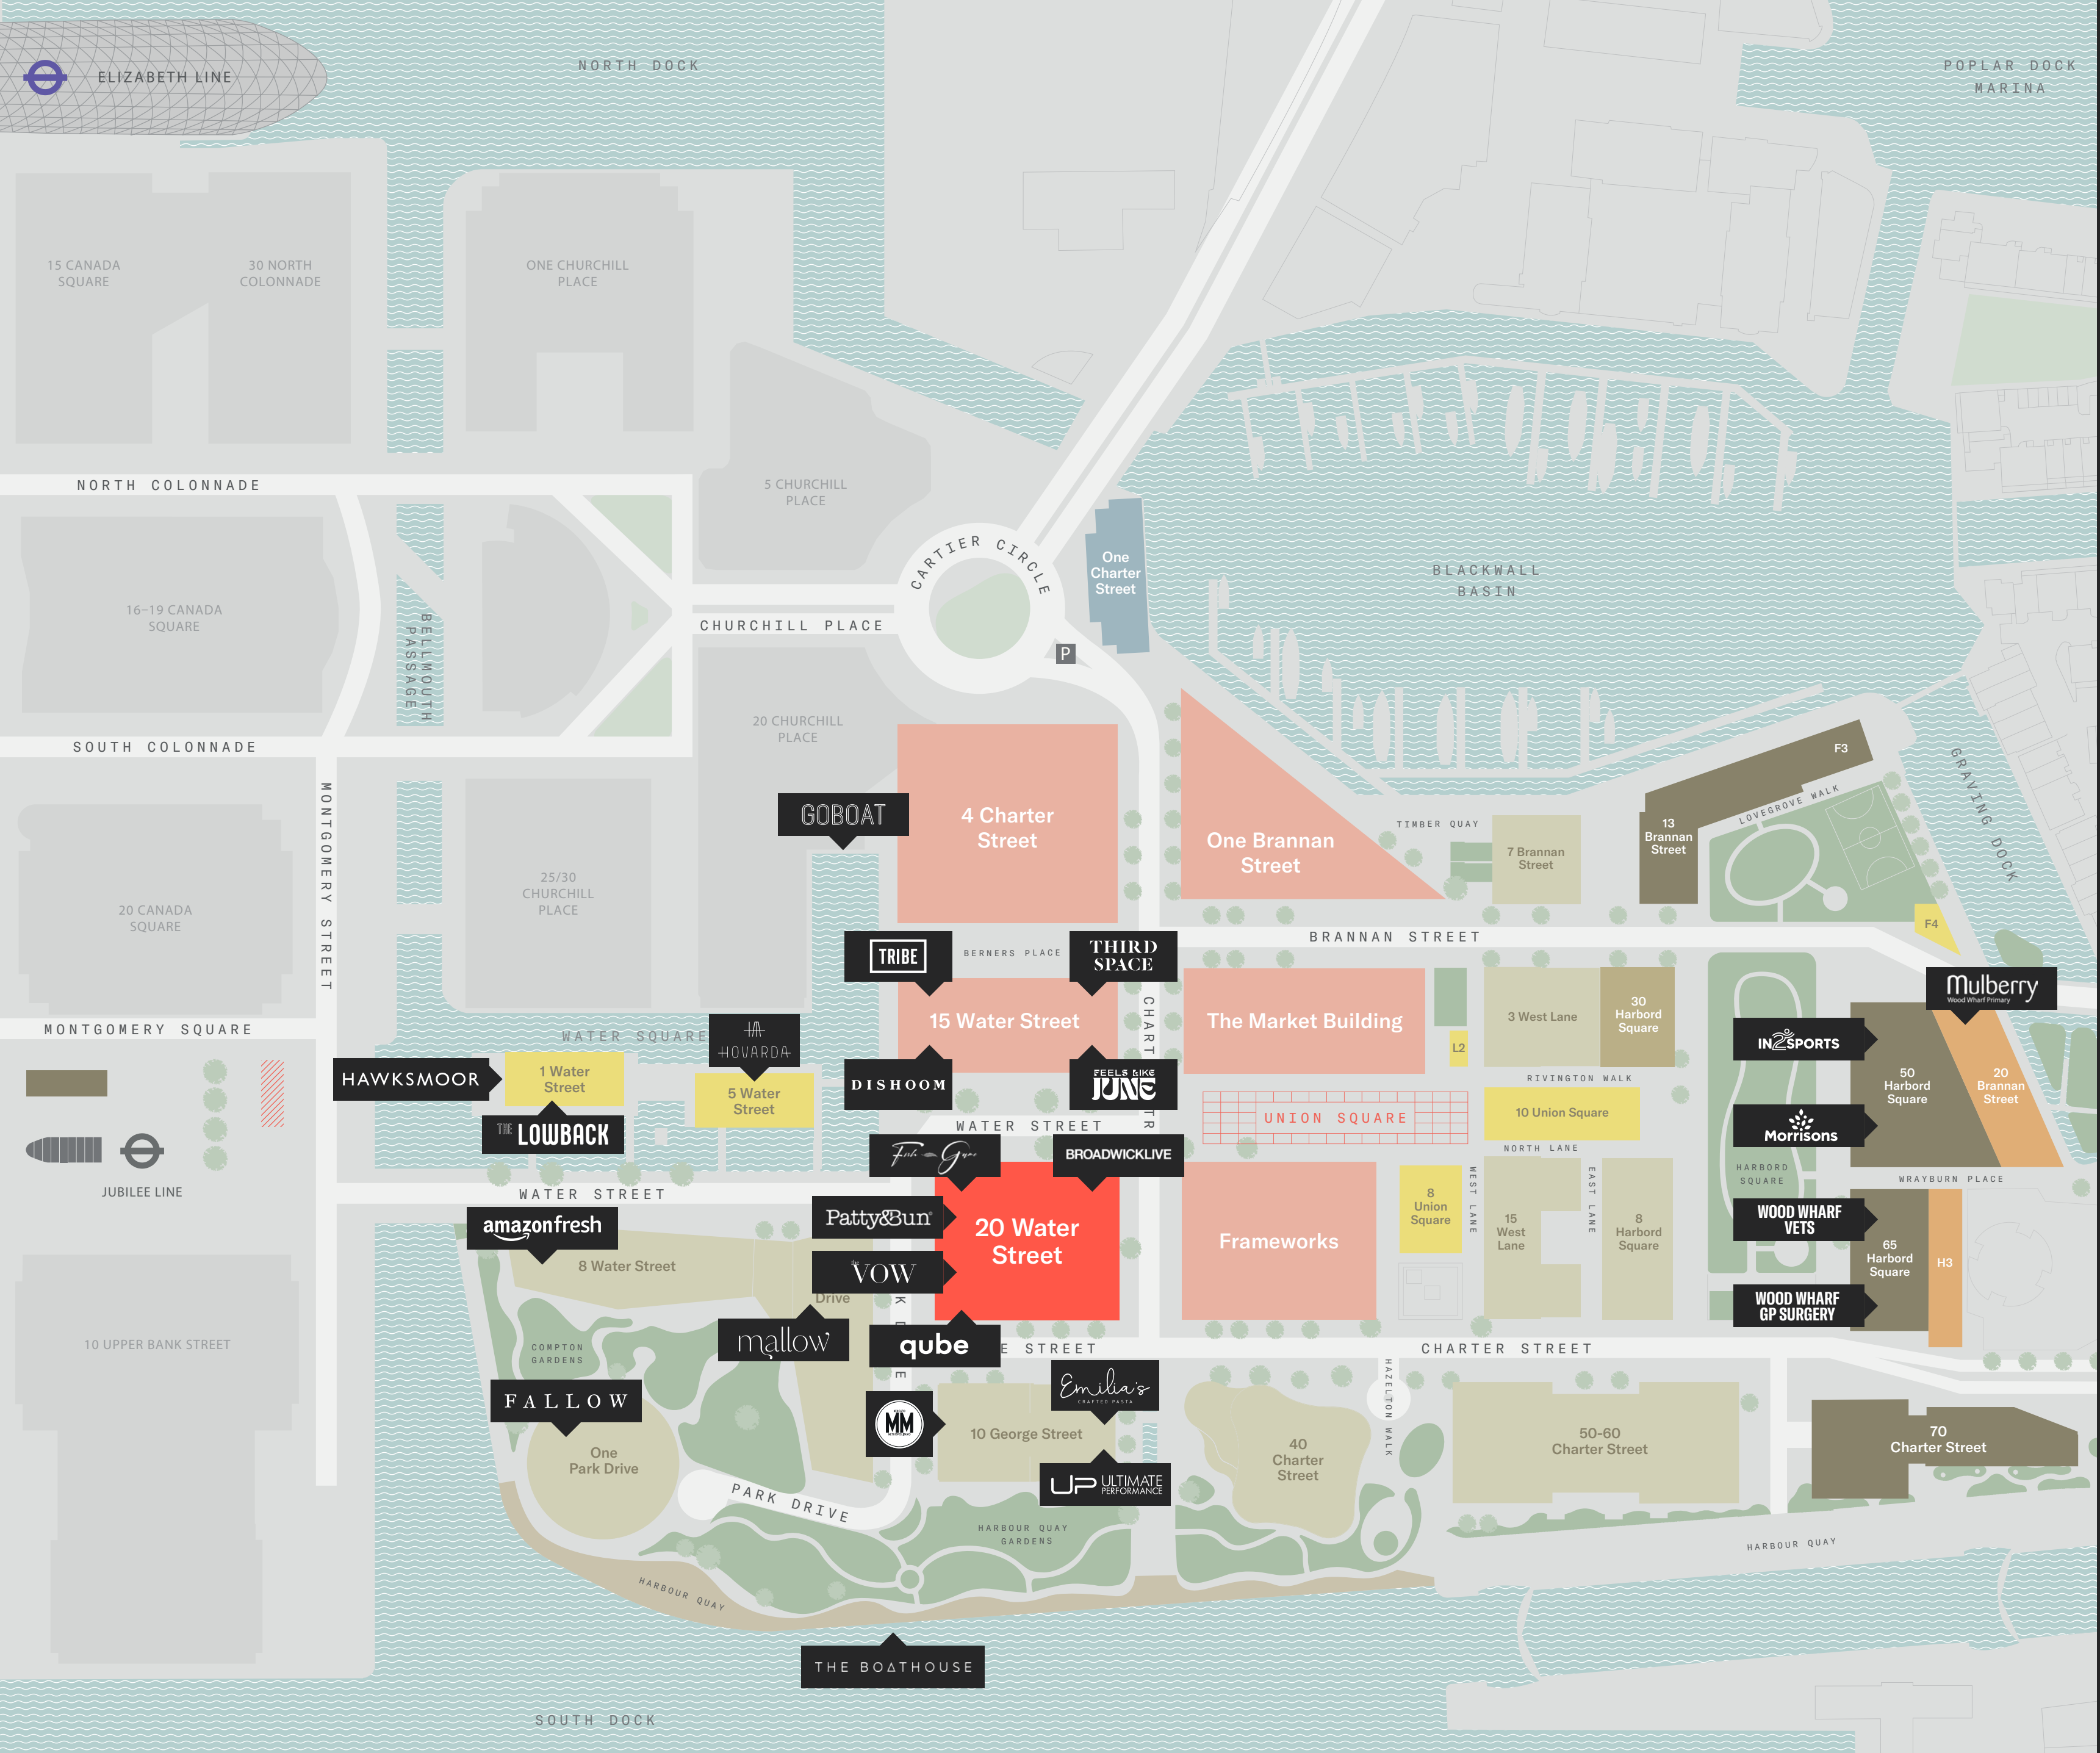 ELIZABETH LINE
NORTH DOCK
POPLAR DOCK
MARINA
15 CANADA
SQUARE
30 NORTH
COLONNADE
ONE CHURCHILL
PLACE
NORTH COLONNADE
5 CHURCHILL
PLACE
CARTIER CIRCLE
One
Charter
Street
BLACKWALL
BASIN
16–19 CANADA
SQUARE
BELLMOUTH
PASSAGE
CHURCHILL PLACE
P
SOUTH COLONNADE
20 CHURCHILL
PLACE
MONTGOMERY STREET
GOBOAT
4 Charter
Street
One Brannan
Street
TIMBER QUAY
7 Brannan
Street
13
Brannan
Street
F3
LOVEGROVE WALK
GRAVING DOCK
25/30
CHURCHILL
PLACE
20 CANADA
SQUARE
F4
BRANNAN STREET
TRIBE
BERNERS PLACE
THIRD
SPACE
Mulberry
Wood Wharf Primary
15 Water Street
CHART
TR
The Market Building
3 West Lane
30
Harbord
Square
L2
MONTGOMERY SQUARE
WATER SQUARE
HOVARDA
IN2SPORTS
HAWKSMOOR
1 Water
Street
5 Water
Street
DISHOOM
FEELS LIKE
JUNE
RIVINGTON WALK
50
Harbord
Square
20
Brannan
Street
THE LOWBACK
WATER STREET
UNION SQUARE
10 Union Square
Morrisons
NORTH LANE
BROADWICKLIVE
JUBILEE LINE
WATER STREET
HARBORD
SQUARE
WRAYBURN PLACE
amazonfresh
Patty&Bun
20 Water
Street
Frameworks
8
Union
Square
WEST LANE
15
West
Lane
EAST LANE
8
Harbord
Square
WOOD WHARF
VETS
65
Harbord
Square
H3
8 Water Street
the VOW
Drive
K
E
WOOD WHARF
GP SURGERY
10 UPPER BANK STREET
COMPTON
GARDENS
mallow
qube
E STREET
CHARTER STREET
FALLOW
MM
Emilia's
CRAFTED PASTA
HAZELTON WALK
10 George Street
One
Park Drive
40
Charter
Street
50-60
Charter Street
70
Charter Street
UP ULTIMATE
PERFORMANCE
PARK DRIVE
HARBOUR QUAY
GARDENS
HARBOUR QUAY
HARBOUR QUAY
THE BOATHOUSE
SOUTH DOCK